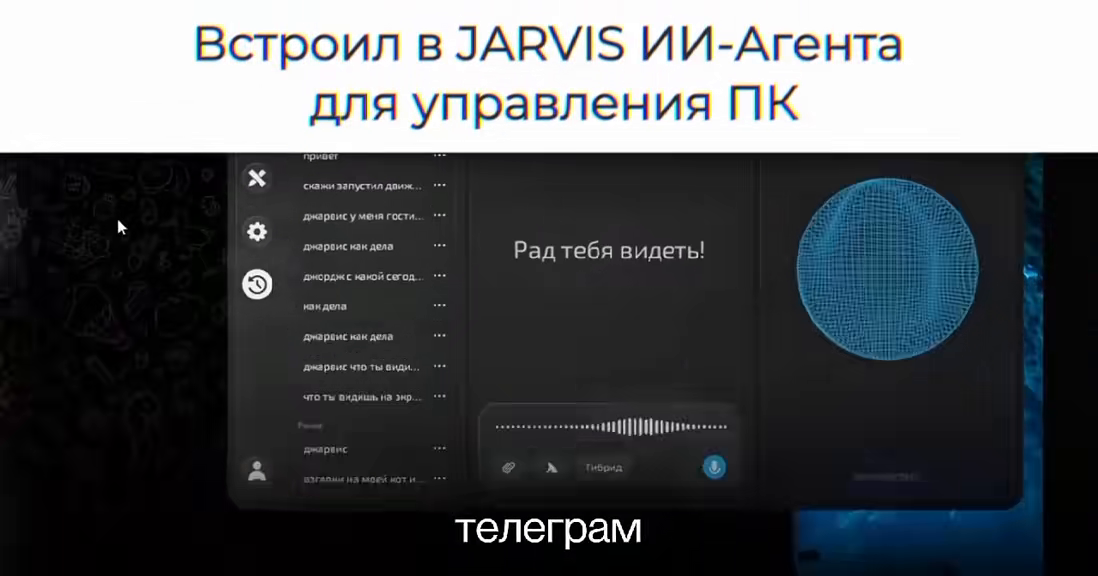 Встроил в JARVIS ИИ-Агента
для управления ПК
привет
скажи запустил движ...
джарвис у меня гости...
джарвис как дела
джордж с какой сегод...
как дела
джарвис как дела
джарвис что ты види...
что ты видишь на экр...
Ранее
джарвис
взгляни на мой кот и...
Рад тебя видеть!
Гибрид
телеграм